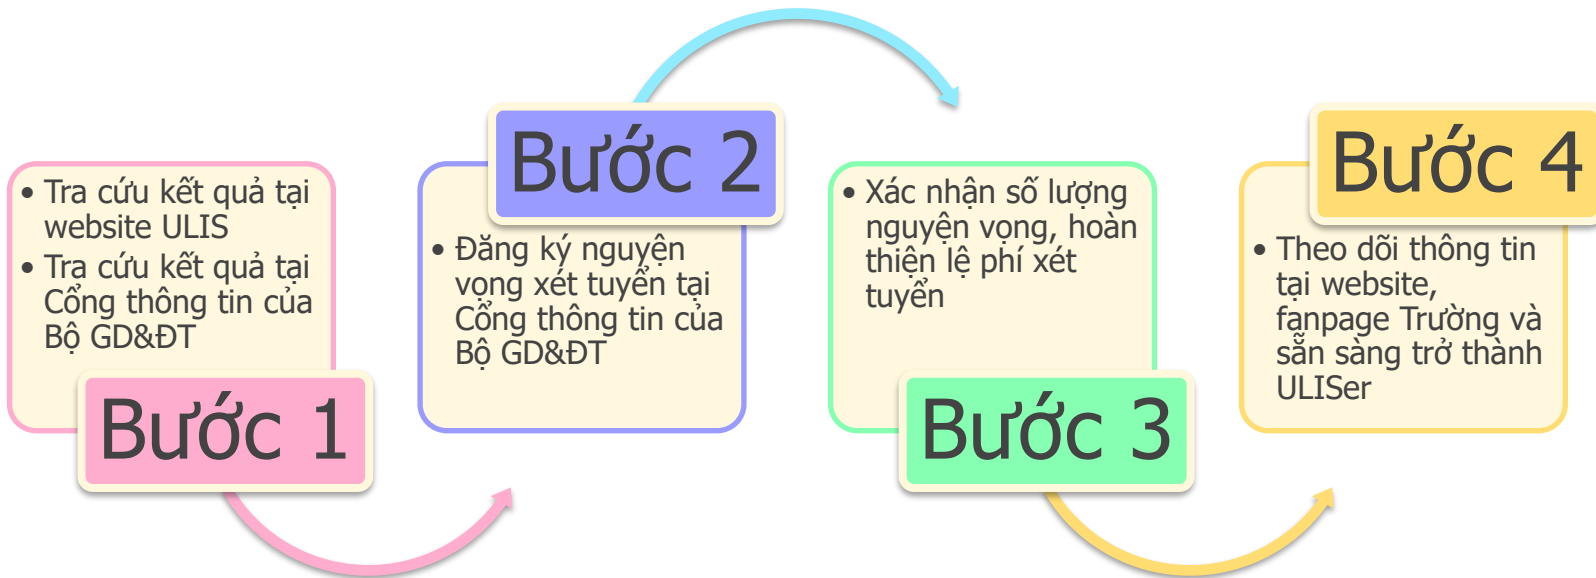 • Tra cứu kết quả tại
website ULIS
• Tra cứu kết quả tại
Cổng thông tin của
Bộ GD&ĐT
Bước 1
Bước 2
• Đăng ký nguyện
vọng xét tuyển tại
Cổng thông tin của
Bộ GD&ĐT
• Xác nhận số lượng
nguyện vọng, hoàn
thiện lệ phí xét
tuyển
Bước 3
Bước 4
• Theo dõi thông tin
tại website,
fanpage Trường và
sẵn sàng trở thành
ULISer